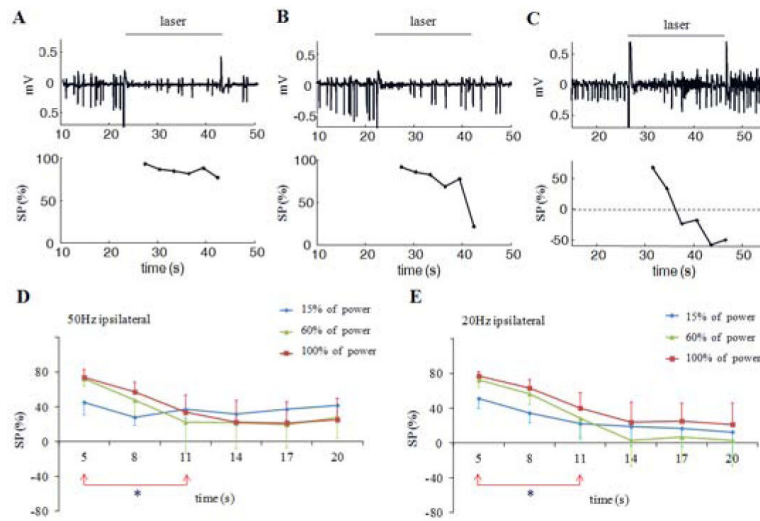 A
laser
0.5
0
0.5
mV
10 20 30 40 50
100
50
0
SP (%)
10 20 30 40 50
time (s)
B
laser
0.5
0
-0.5
mV
10 20 30 40 50
100
50
0
SP (%)
10 20 30 40 50
time (s)
C
laser
0.5
0
0.5
mV
20 30 40 50
50
0
-50
SP (%)
20 30 40 50
time (s)
D
50Hz ipsilateral
15% of power
60% of power
100% of power
80
40
0
-40
-80
SP (%)
5 8 11 14 17 20
*
time (s)
E
20Hz ipsilateral
15% of power
60% of power
100% of power
80
40
0
-40
-80
SP (%)
5 8 11 14 17 20
*
time (s)